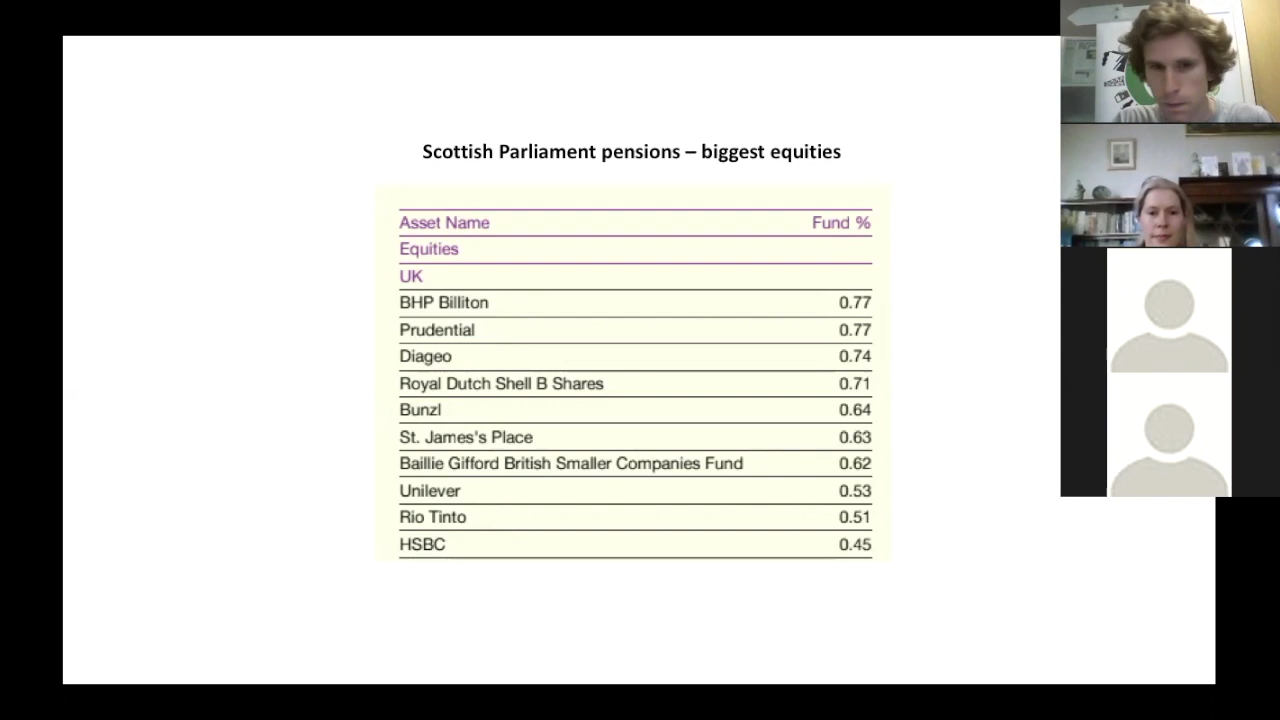 Scottish Parliament pensions – biggest equities
Asset Name Fund %
Equities
UK
BHP Billiton 0.77
Prudential 0.77
Diageo 0.74
Royal Dutch Shell B Shares 0.71
Bunzl 0.64
St. James's Place 0.63
Baillie Gifford British Smaller Companies Fund 0.62
Unilever 0.53
Rio Tinto 0.51
HSBC 0.45